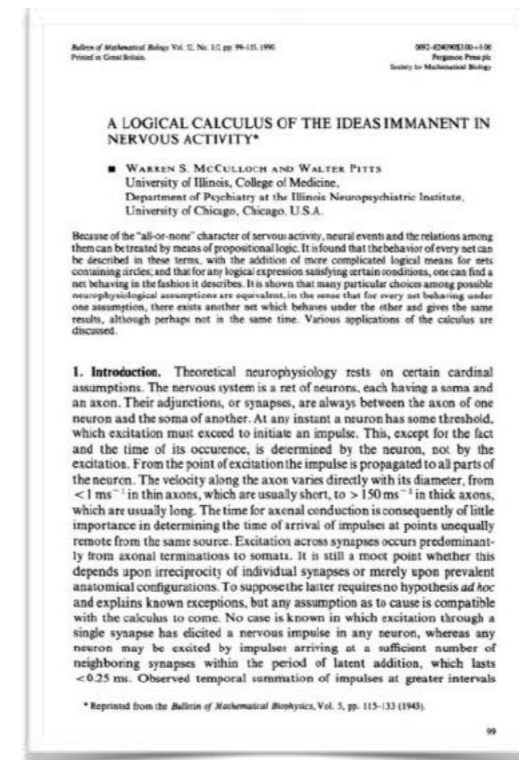 Bulletin of Mathematical Biology Vol. 52, No. 1/2, pp. 99-115, 1990.
Printed in Great Britain.
0092-8240/90$3.00+0.00
Pergamon Press plc
Society for Mathematical Biology
A LOGICAL CALCULUS OF THE IDEAS IMMANENT IN
NERVOUS ACTIVITY*
■ WARREN S. MCCULLOCH AND WALTER PITTS
University of Illinois, College of Medicine,
Department of Psychiatry at the Illinois Neuropsychiatric Institute,
University of Chicago, Chicago, U.S.A.
Because of the “all-or-none” character of nervous activity, neural events and the relations among
them can be treated by means of propositional logic. It is found that the behavior of every net can
be described in these terms, with the addition of more complicated logical means for nets
containing circles; and that for any logical expression satisfying certain conditions, one can find a
net behaving in the fashion it describes. It is shown that many particular choices among possible
neurophysiological assumptions are equivalent, in the sense that for every net behaving under
one assumption, there exists another net which behaves under the other and gives the same
results, although perhaps not in the same time. Various applications of the calculus are
discussed.
1. Introduction. Theoretical neurophysiology rests on certain cardinal
assumptions. The nervous system is a net of neurons, each having a soma and
an axon. Their adjunctions, or synapses, are always between the axon of one
neuron and the soma of another. At any instant a neuron has some threshold,
which excitation must exceed to initiate an impulse. This, except for the fact
and the time of its occurence, is determined by the neuron, not by the
excitation. From the point of excitation the impulse is propagated to all parts of
the neuron. The velocity along the axon varies directly with its diameter, from
<1 ms⁻¹ in thin axons, which are usually short, to >150 ms⁻¹ in thick axons,
which are usually long. The time for axonal conduction is consequently of little
importance in determining the time of arrival of impulses at points unequally
remote from the same source. Excitation across synapses occurs predominant-
ly from axonal terminations to somata. It is still a moot point whether this
depends upon irreciprocity of individual synapses or merely upon prevalent
anatomical configurations. To suppose the latter requires no hypothesis ad hoc
and explains known exceptions, but any assumption as to cause is compatible
with the calculus to come. No case is known in which excitation through a
single synapse has elicited a nervous impulse in any neuron, whereas any
neuron may be excited by impulses arriving at a sufficient number of
neighboring synapses within the period of latent addition, which lasts
<0.25 ms. Observed temporal summation of impulses at greater intervals
* Reprinted from the Bulletin of Mathematical Biophysics, Vol. 5, pp. 115-133 (1943).
99